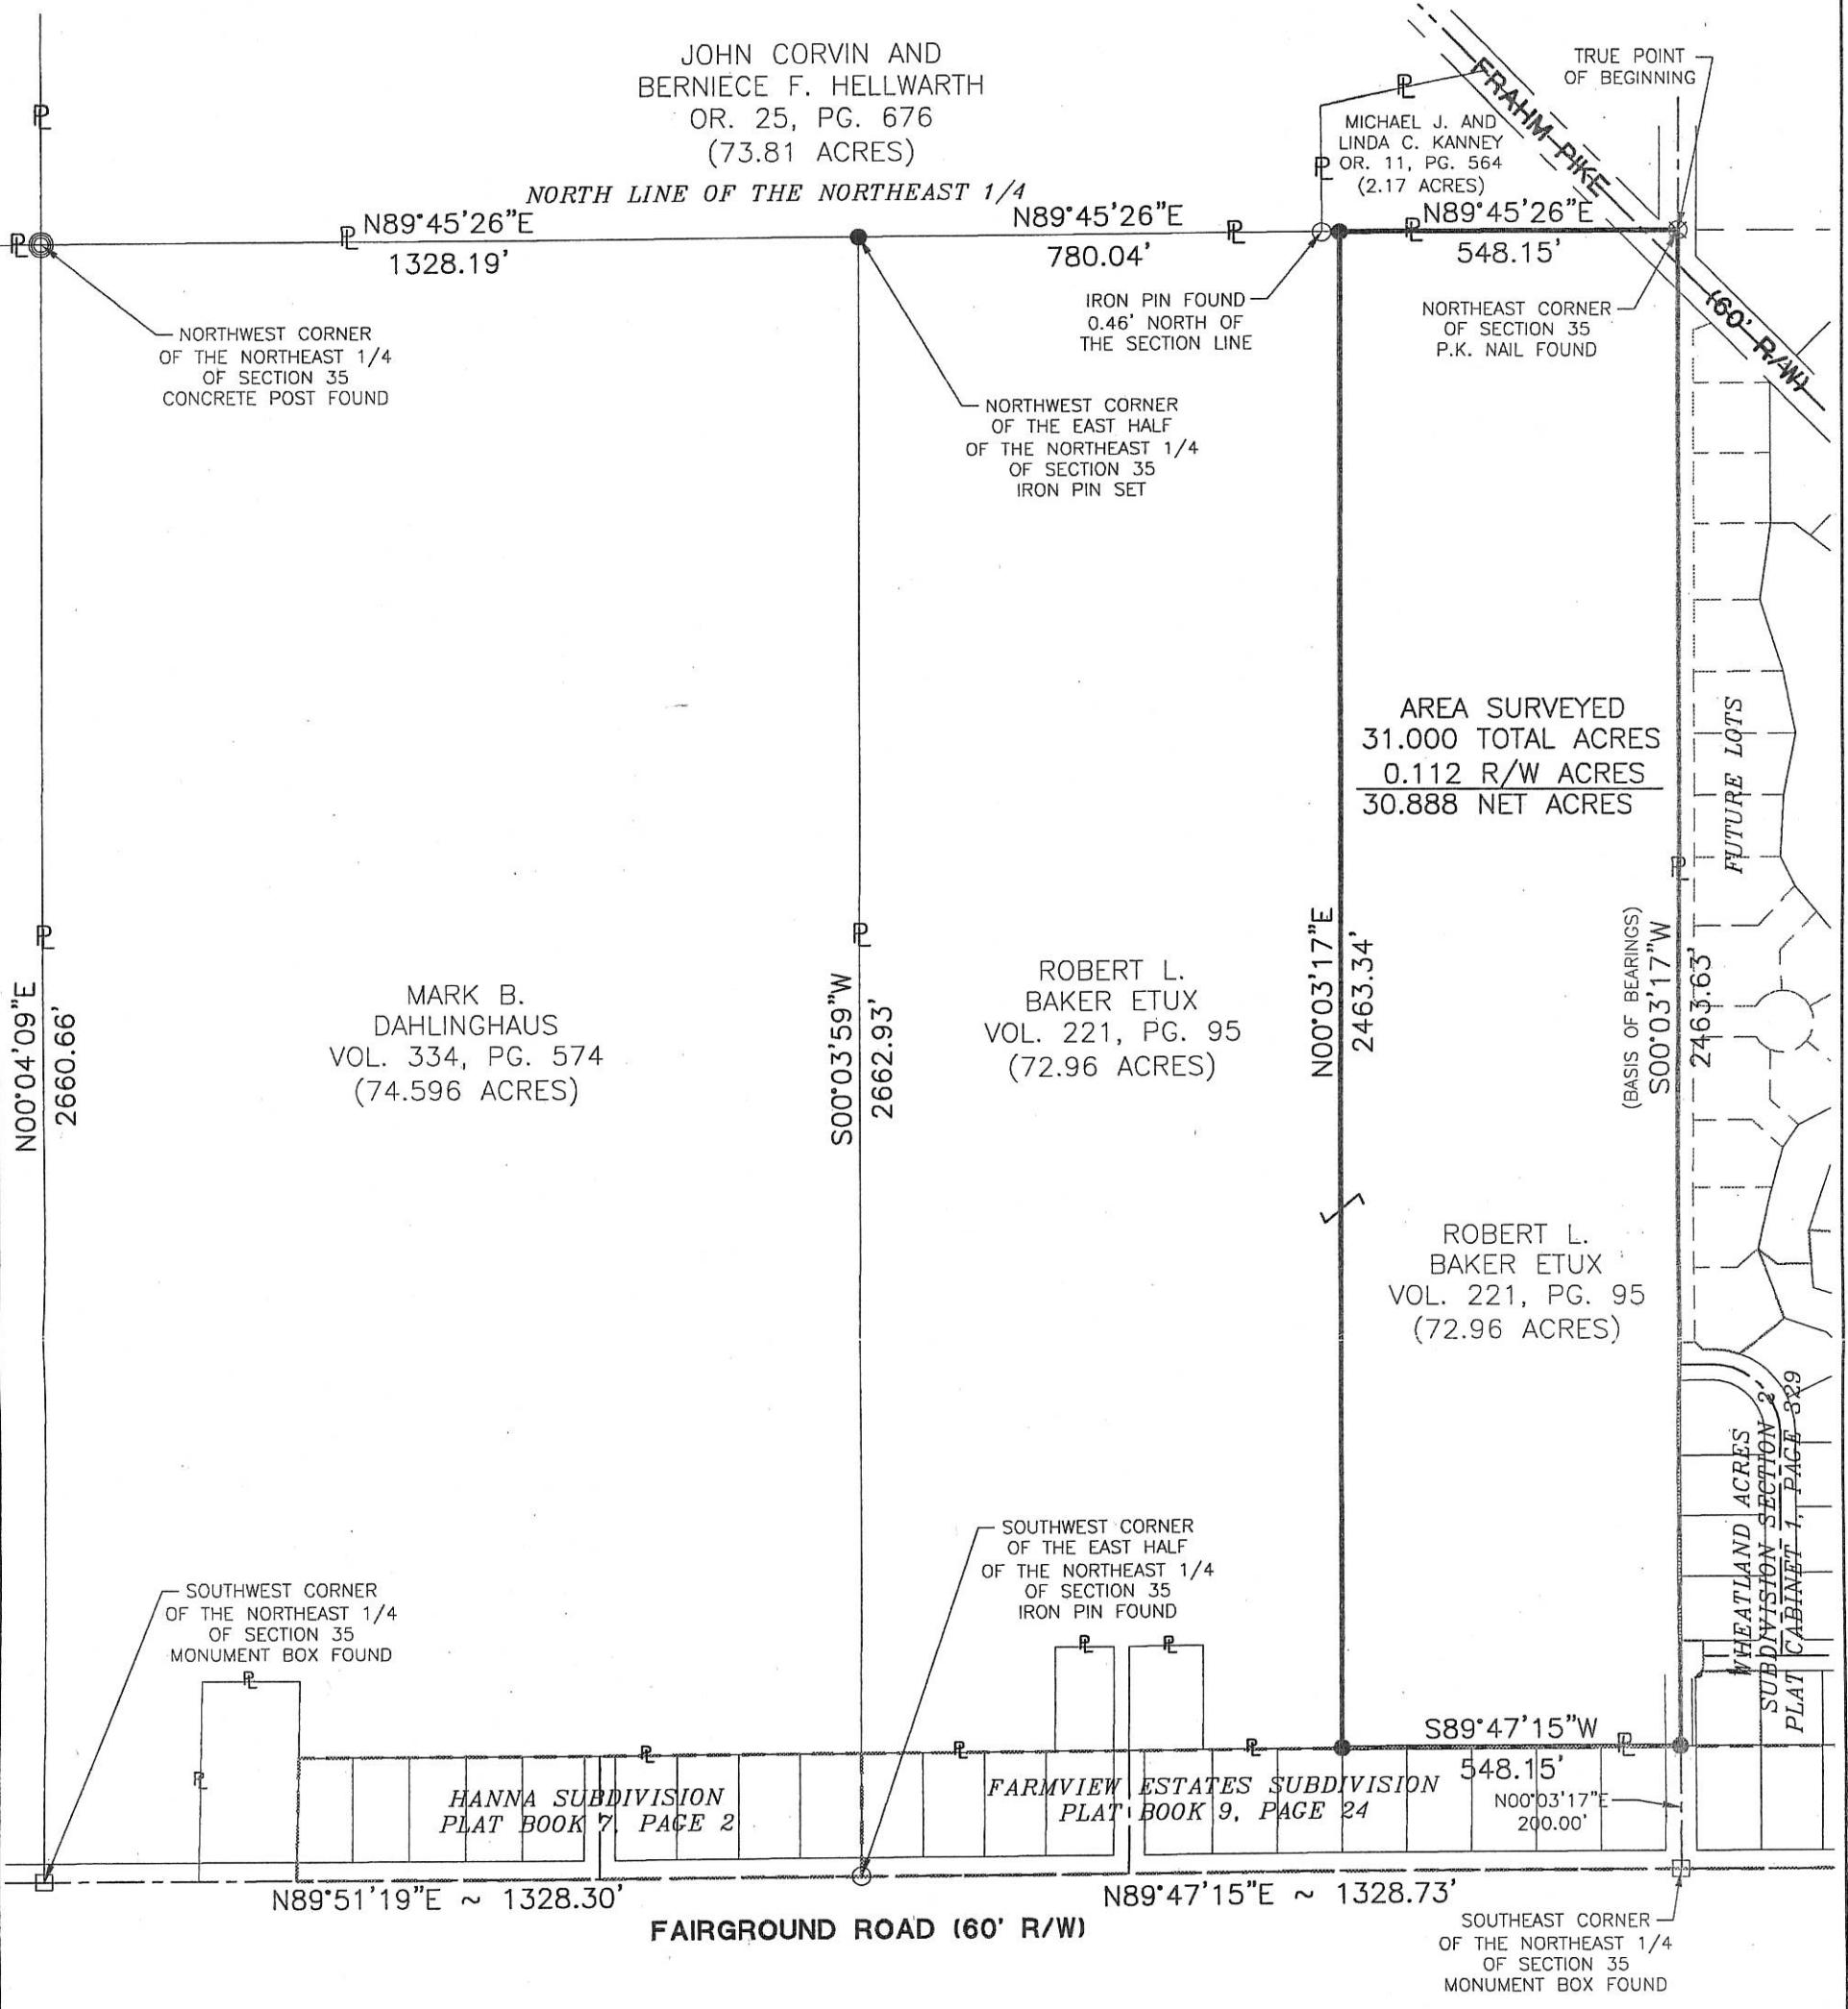 JOHN CORVIN AND
BERNIECE F. HELLWARTH
OR. 25, PG. 676
(73.81 ACRES)
TRUE POINT
OF BEGINNING
FRAHM PIKE
(60' R/W)
MICHAEL J. AND
LINDA C. KANNEY
OR. 11, PG. 564
(2.17 ACRES)
NORTH LINE OF THE NORTHEAST 1/4
N89°45'26"E
1328.19'
N89°45'26"E
780.04'
N89°45'26"E
548.15'
NORTHWEST CORNER
OF THE NORTHEAST 1/4
OF SECTION 35
CONCRETE POST FOUND
IRON PIN FOUND
0.46' NORTH OF
THE SECTION LINE
NORTHEAST CORNER
OF SECTION 35
P.K. NAIL FOUND
NORTHWEST CORNER
OF THE EAST HALF
OF THE NORTHEAST 1/4
OF SECTION 35
IRON PIN SET
AREA SURVEYED
31.000 TOTAL ACRES
0.112 R/W ACRES
30.888 NET ACRES
FUTURE LOTS
N00°04'09"E
2660.66'
MARK B.
DAHLINGHAUS
VOL. 334, PG. 574
(74.596 ACRES)
S00°03'59"W
2662.93'
ROBERT L.
BAKER ETUX
VOL. 221, PG. 95
(72.96 ACRES)
N00°03'17"E
2463.34'
(BASIS OF BEARINGS)
S00°03'17"W
2463.63'
ROBERT L.
BAKER ETUX
VOL. 221, PG. 95
(72.96 ACRES)
WHEATLAND ACRES
SUBDIVISION SECTION 2
PLAT CABINET 1, PAGE 329
SOUTHWEST CORNER
OF THE EAST HALF
OF THE NORTHEAST 1/4
OF SECTION 35
IRON PIN FOUND
SOUTHWEST CORNER
OF THE NORTHEAST 1/4
OF SECTION 35
MONUMENT BOX FOUND
S89°47'15"W
548.15'
HANNA SUBDIVISION
PLAT BOOK 7, PAGE 2
FARMVIEW ESTATES SUBDIVISION
PLAT BOOK 9, PAGE 24
N00°03'17"E
200.00'
N89°51'19"E ~ 1328.30'
N89°47'15"E ~ 1328.73'
FAIRGROUND ROAD (60' R/W)
SOUTHEAST CORNER
OF THE NORTHEAST 1/4
OF SECTION 35
MONUMENT BOX FOUND